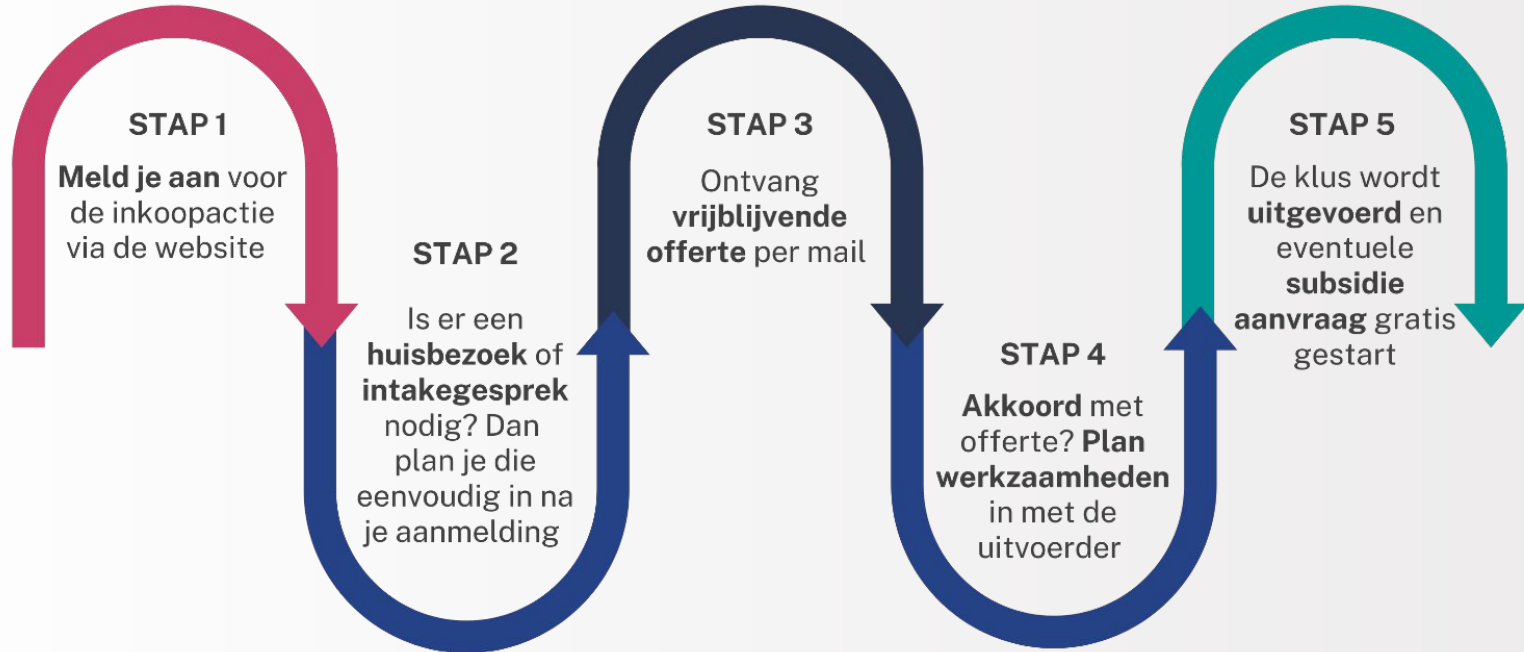 STAP 1
Meld je aan voor
de inkoopactie
via de website
STAP 2
Is er een
huisbezoek of
intakegesprek
nodig? Dan
plan je die
eenvoudig in na
je aanmelding
STAP 3
Ontvang
vrijblijvende
offerte per mail
STAP 4
Akkoord met
offerte? Plan
werkzaamheden
in met de
uitvoerder
STAP 5
De klus wordt
uitgevoerd en
eventuele
subsidie
aanvraag gratis
gestart